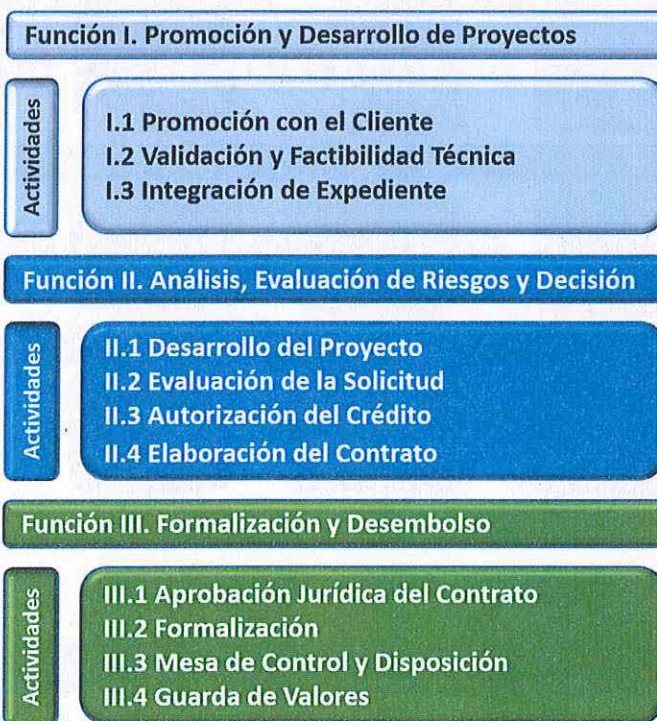 Función I. Promoción y Desarrollo de Proyectos
Actividades
I.1 Promoción con el Cliente
I.2 Validación y Factibilidad Técnica
I.3 Integración de Expediente
Función II. Análisis, Evaluación de Riesgos y Decisión
Actividades
II.1 Desarrollo del Proyecto
II.2 Evaluación de la Solicitud
II.3 Autorización del Crédito
II.4 Elaboración del Contrato
Función III. Formalización y Desembolso
Actividades
III.1 Aprobación Jurídica del Contrato
III.2 Formalización
III.3 Mesa de Control y Disposición
III.4 Guarda de Valores